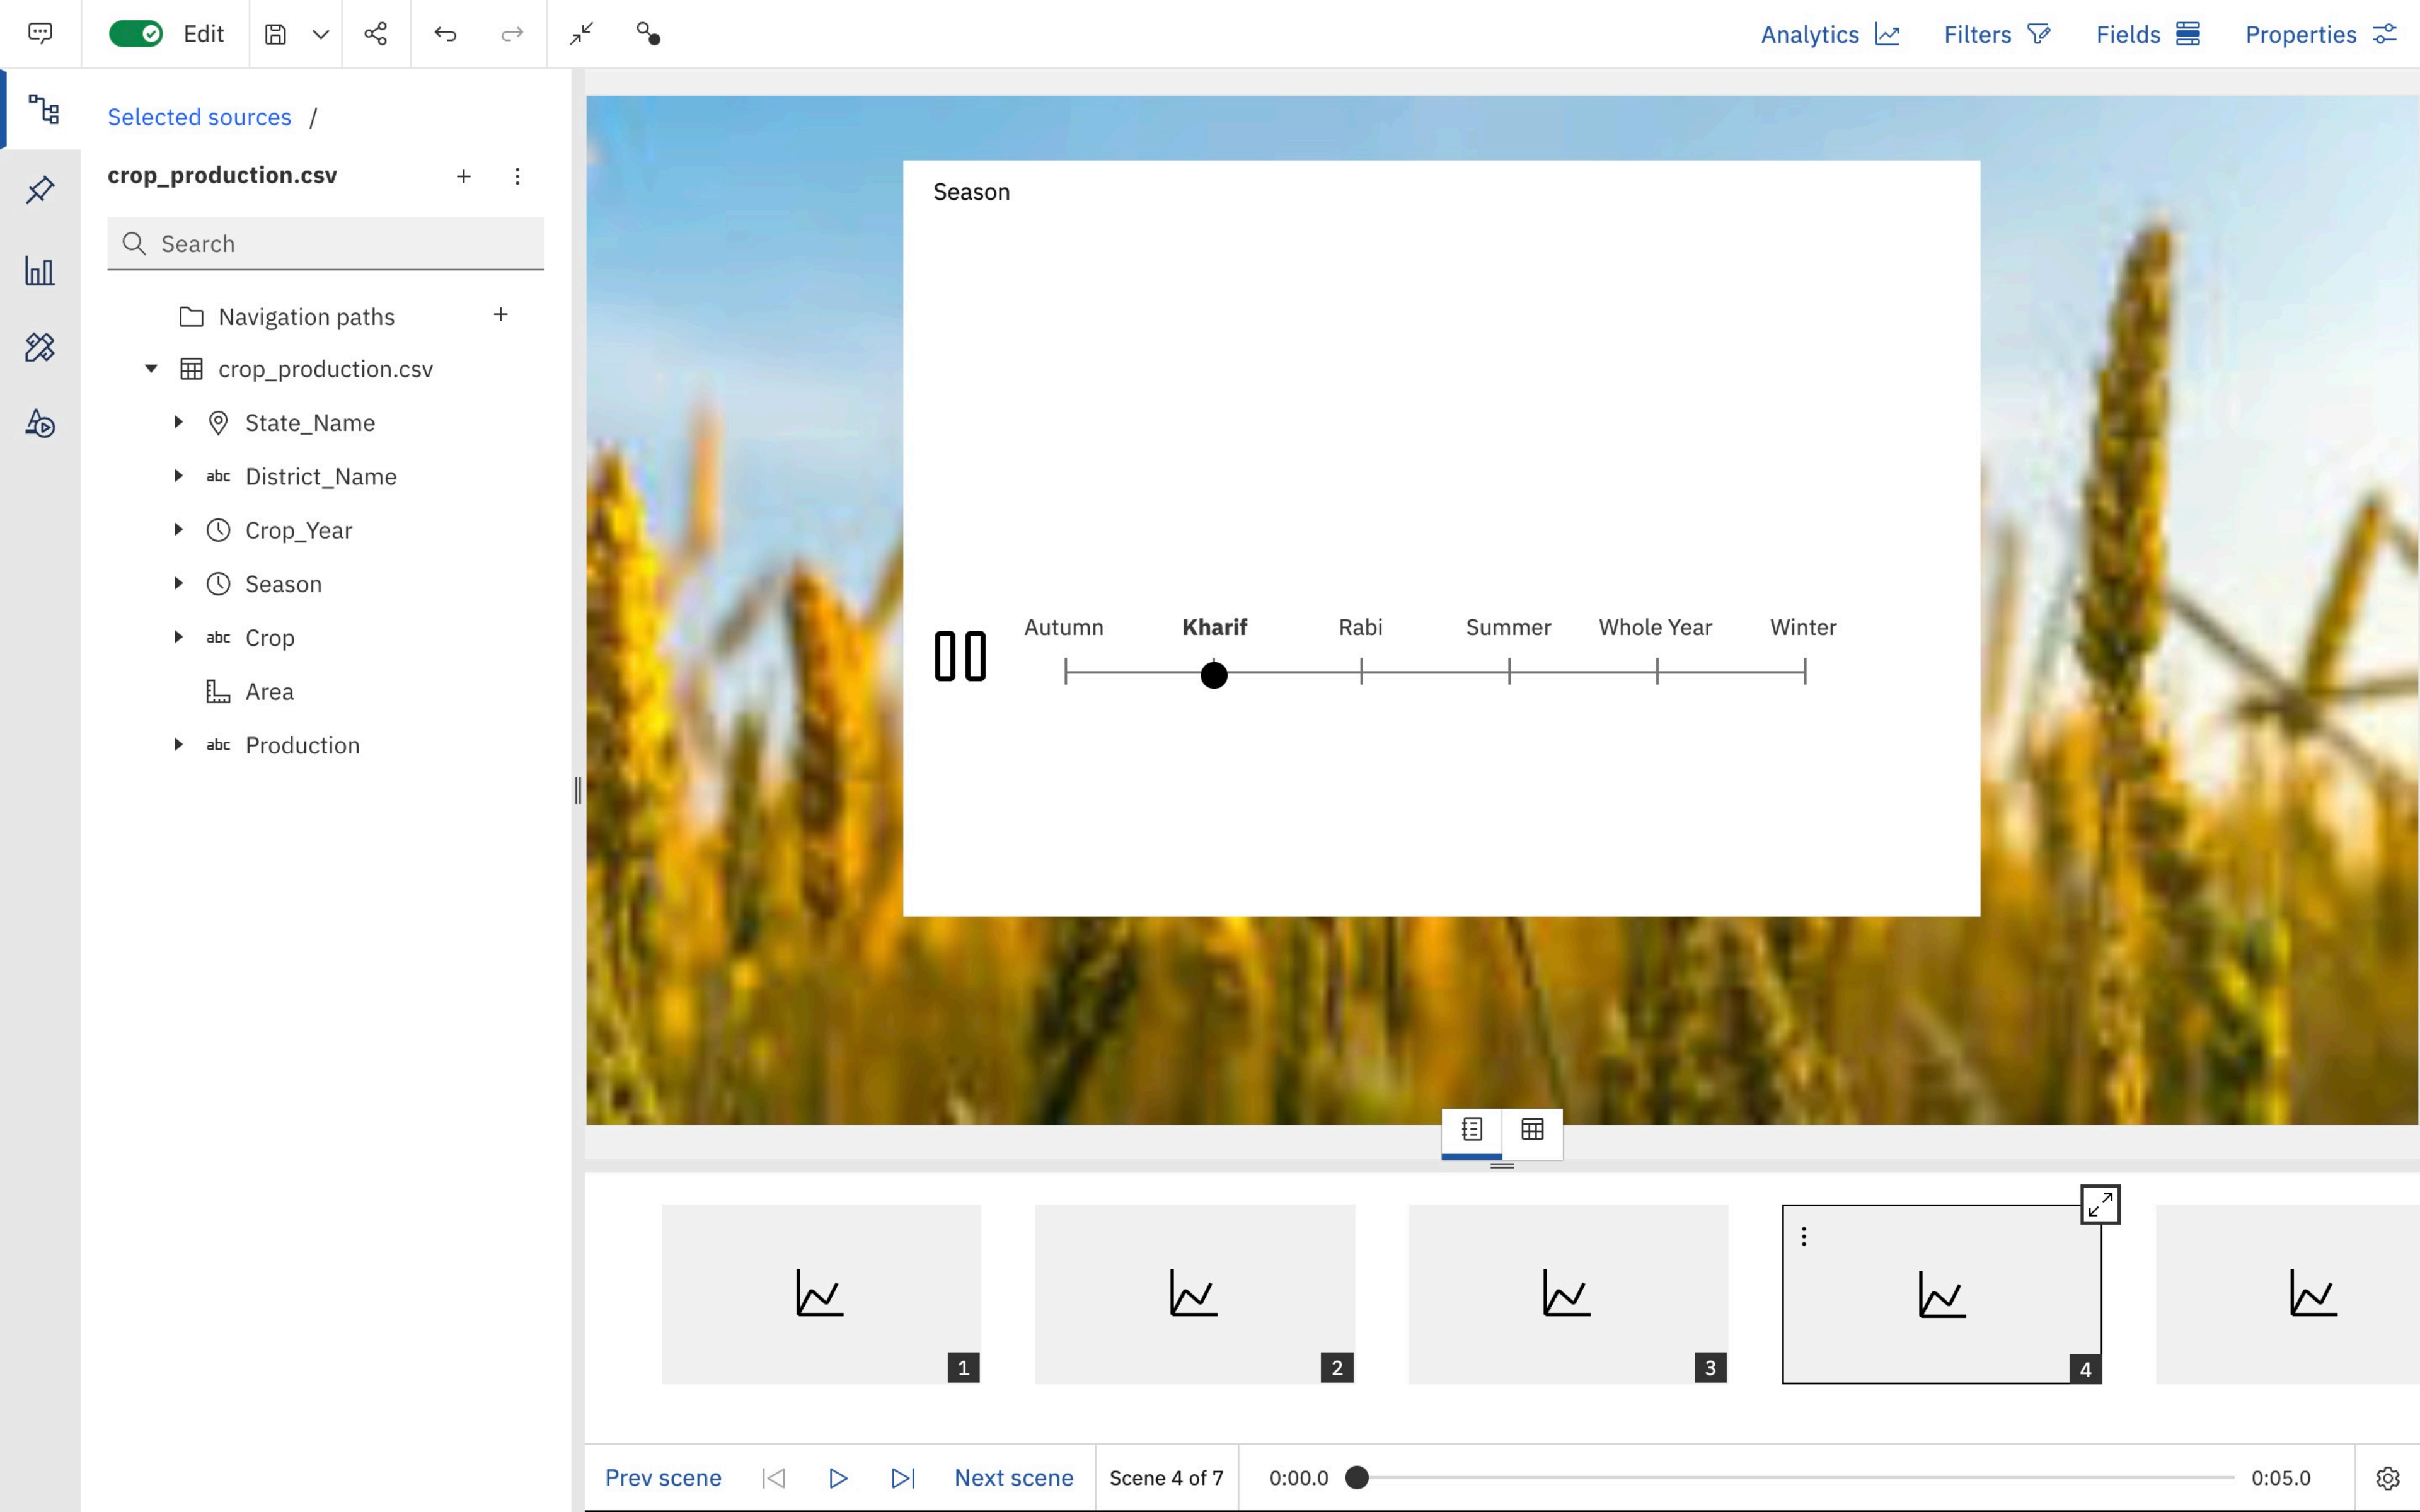 Edit
Analytics
Filters
Fields
Properties
Selected sources /
crop_production.csv
Search
Navigation paths
crop_production.csv
State_Name
abc District_Name
Crop_Year
Season
abc Crop
Area
abc Production
Season
Autumn Kharif Rabi Summer Whole Year Winter
1 2 3 4
Prev scene Next scene Scene 4 of 7 0:00.0 0:05.0